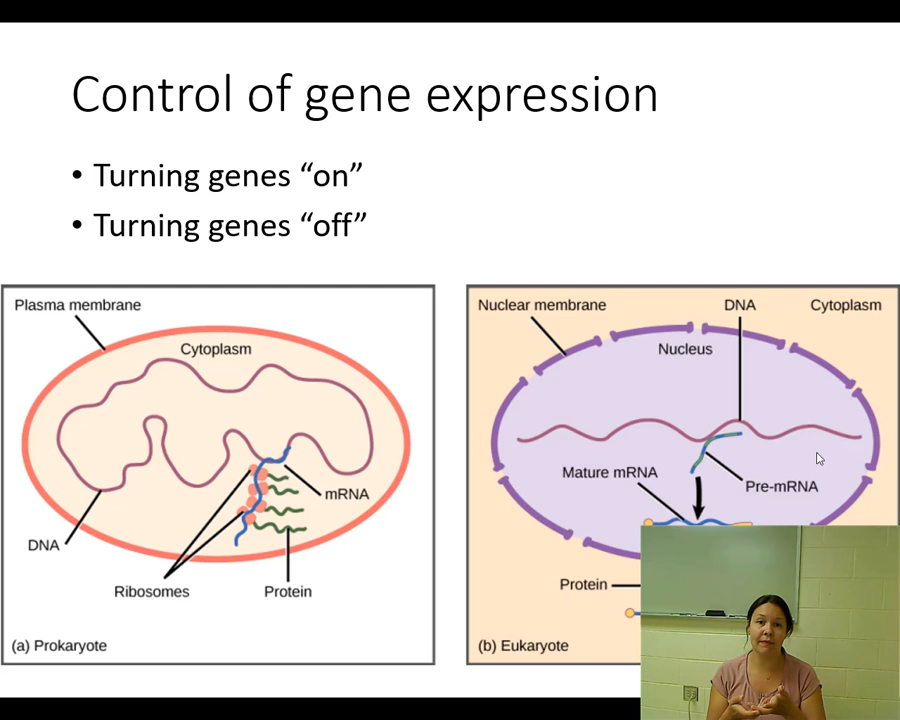 Control of gene expression
• Turning genes “on”
• Turning genes “off”
Plasma membrane
Cytoplasm
mRNA
DNA
Ribosomes
Protein
(a) Prokaryote
Nuclear membrane
DNA
Cytoplasm
Nucleus
Mature mRNA
Pre-mRNA
Protein
(b) Eukaryote